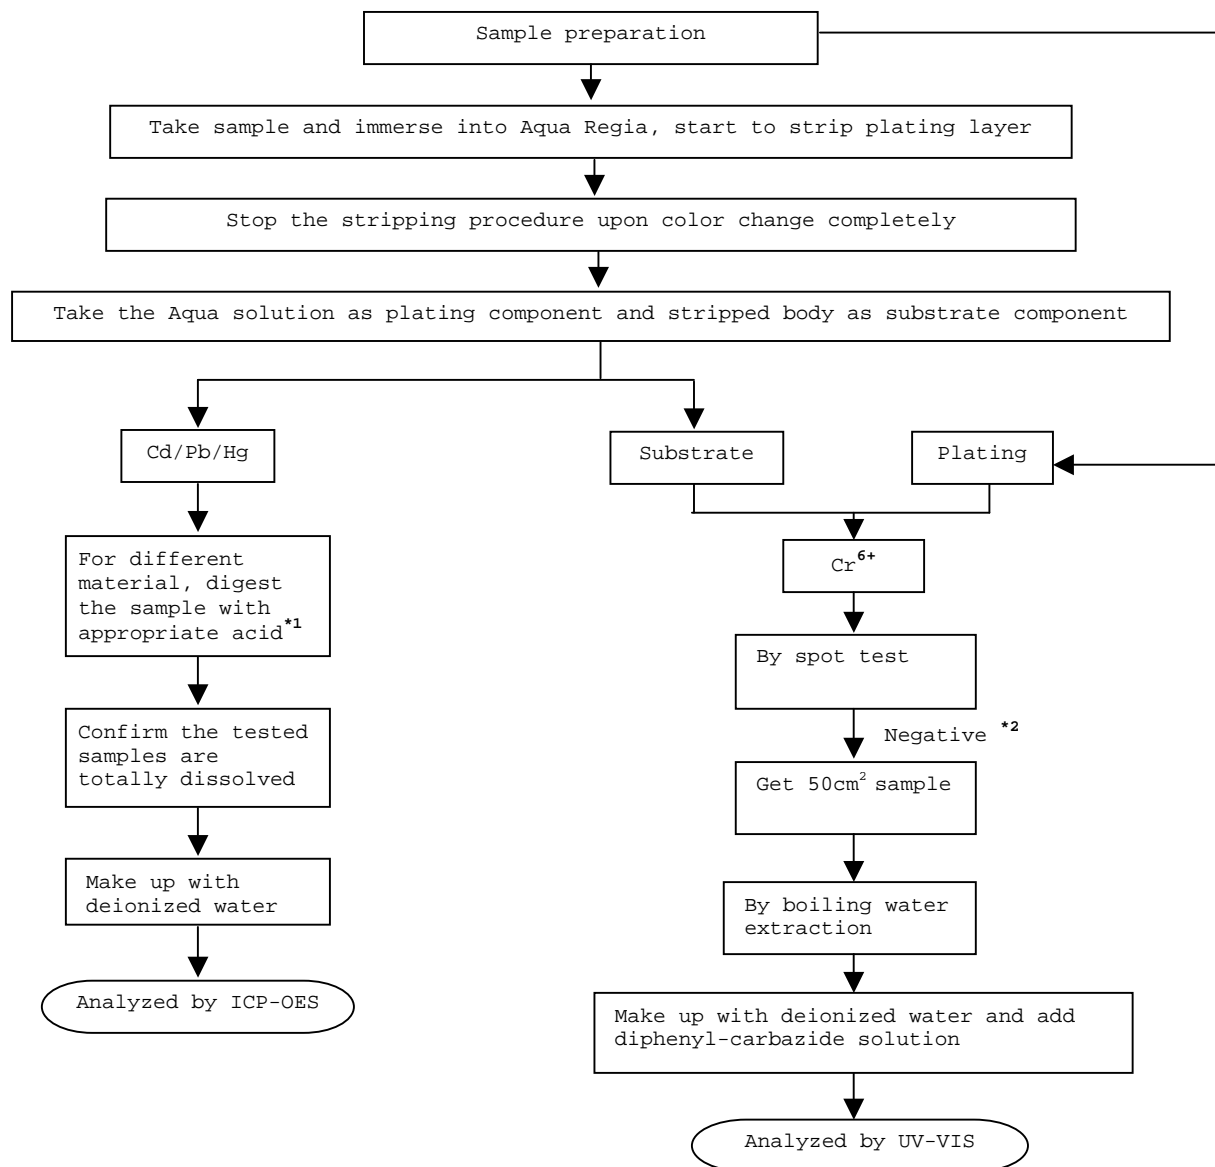 Sample preparation
Take sample and immerse into Aqua Regia, start to strip plating layer
Stop the stripping procedure upon color change completely
Take the Aqua solution as plating component and stripped body as substrate component
Cd/Pb/Hg
For different
material, digest
the sample with
appropriate acid*1
Confirm the tested
samples are
totally dissolved
Make up with
deionized water
Analyzed by ICP-OES
Substrate
Plating
Cr6+
By spot test
Negative *2
Get 50cm2 sample
By boiling water
extraction
Make up with deionized water and add
diphenyl-carbazide solution
Analyzed by UV-VIS